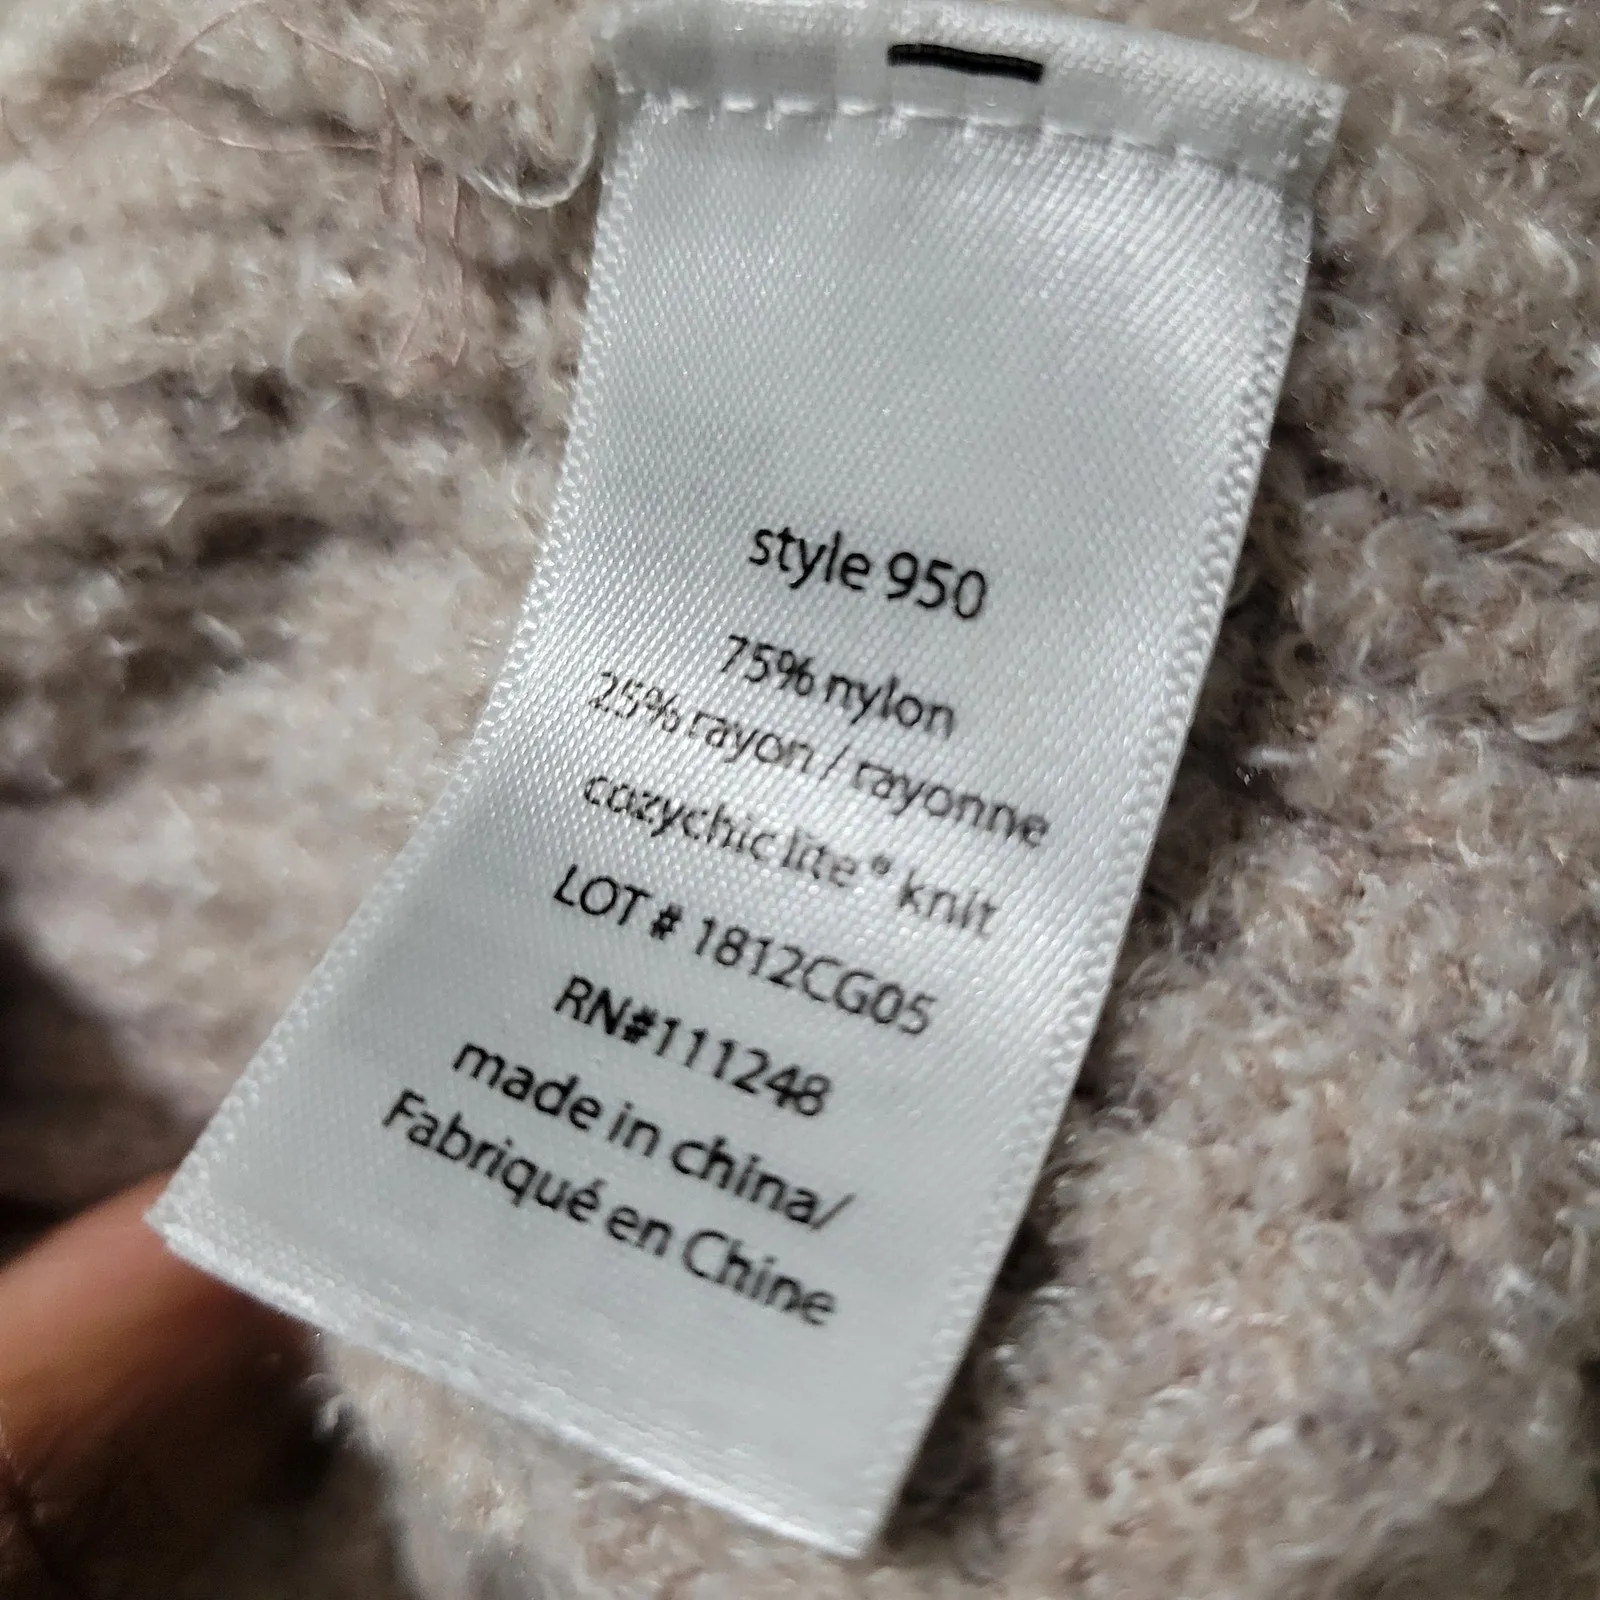 style 950
75% nylon
25% rayon / rayonne
cozychic lite® knit
LOT # 1812CG05
RN#111248
made in china/
Fabriqué en Chine